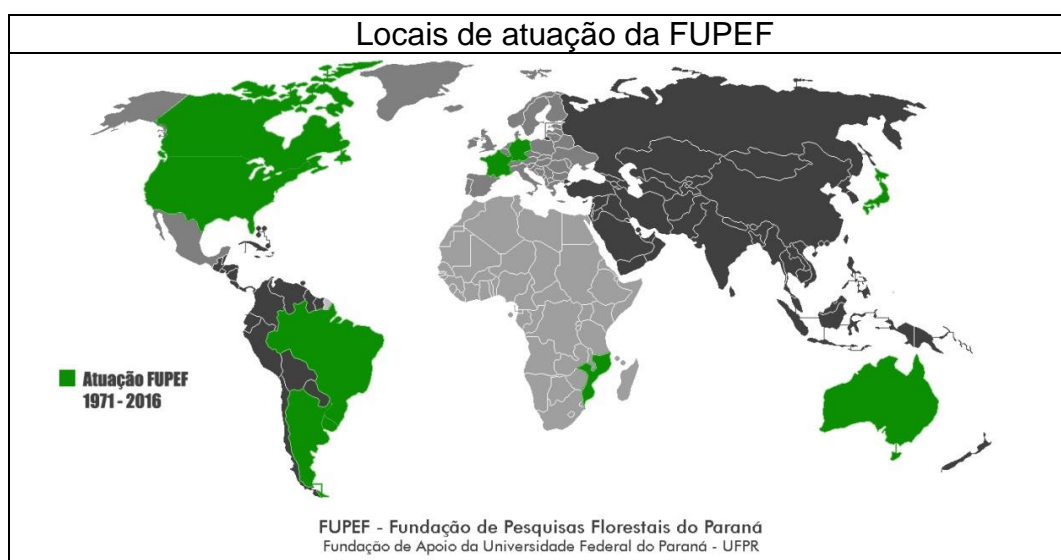 Locais de atuação da FUPEF
Atuação FUPEF
1971 - 2016
FUPEF - Fundação de Pesquisas Florestais do Paraná
Fundação de Apoio da Universidade Federal do Paraná - UFPR